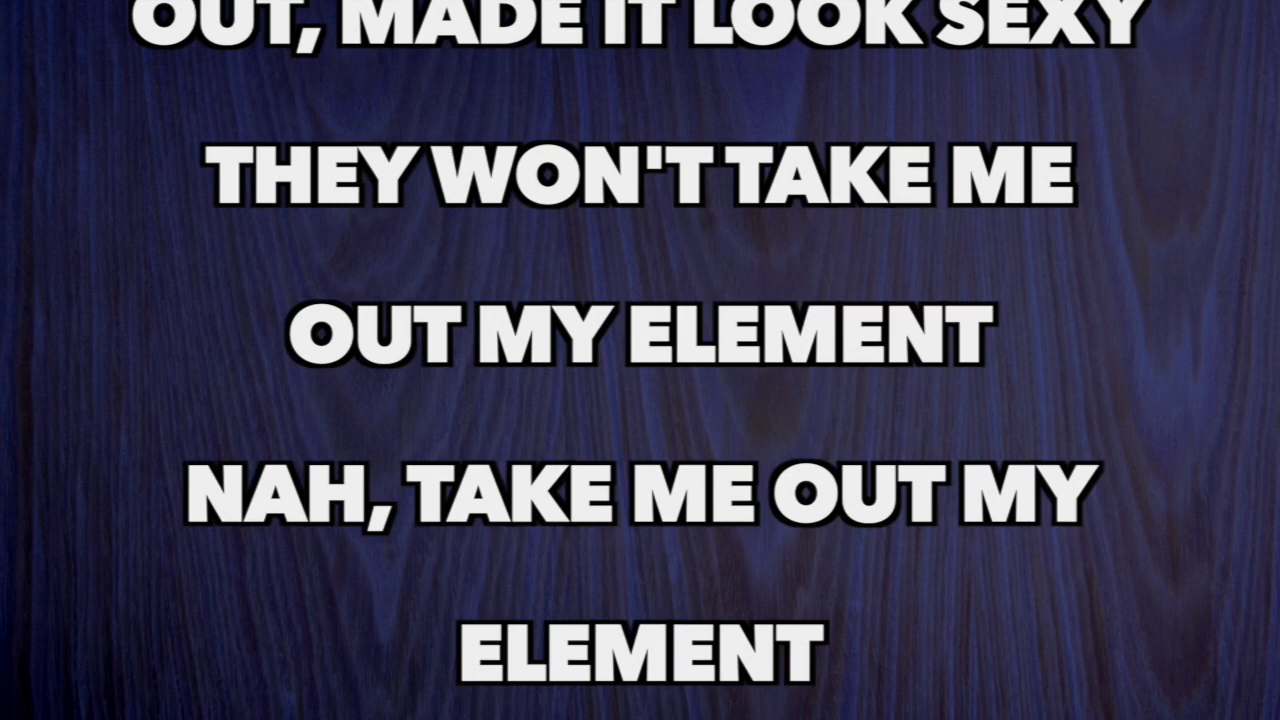 OUT, MADE IT LOOK SEXY
THEY WON'T TAKE ME
OUT MY ELEMENT
NAH, TAKE ME OUT MY
ELEMENT